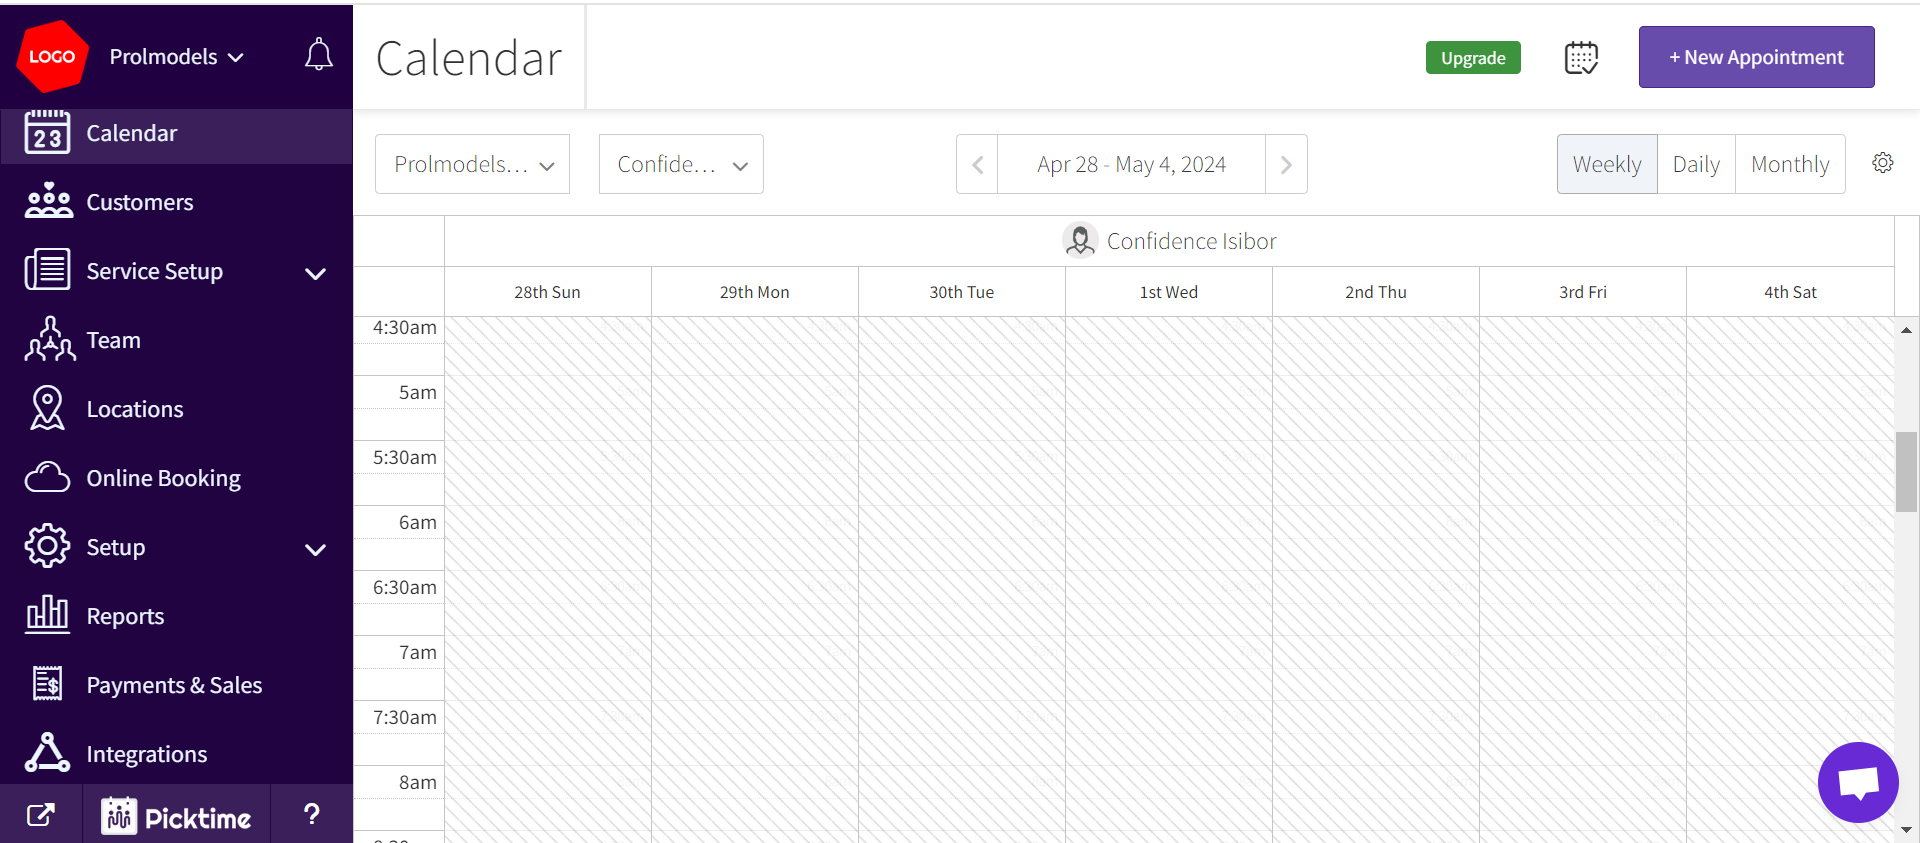 LOGO
Prolmodels
Calendar
Upgrade
+ New Appointment
23
Calendar
Customers
Service Setup
Team
Locations
Online Booking
Setup
Reports
Payments & Sales
Integrations
Picktime
?
Prolmodels...
Confide...
Apr 28 - May 4, 2024
Weekly
Daily
Monthly
Confidence Isibor
28th Sun
29th Mon
30th Tue
1st Wed
2nd Thu
3rd Fri
4th Sat
4:30am
5am
5:30am
6am
6:30am
7am
7:30am
8am